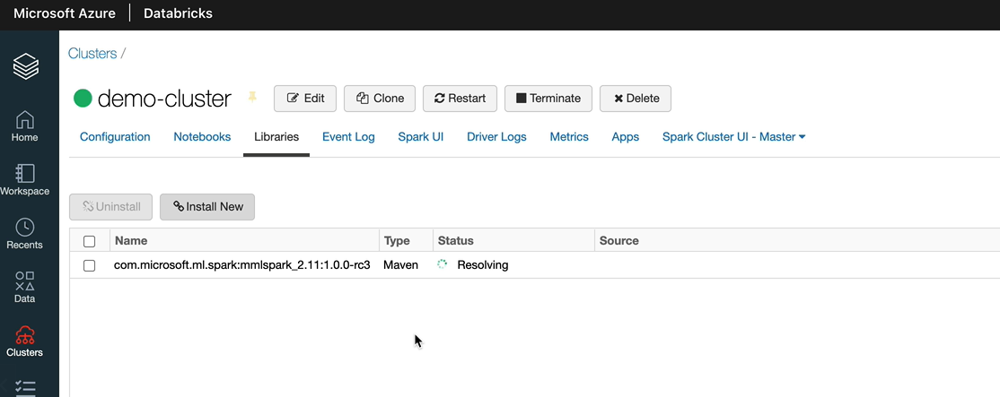 Microsoft Azure Databricks
Clusters /
demo-cluster Edit Clone Restart Terminate Delete
Configuration Notebooks Libraries Event Log Spark UI Driver Logs Metrics Apps Spark Cluster UI - Master
Uninstall Install New
Name Type Status Source
com.microsoft.ml.spark:mmlspark_2.11:1.0.0-rc3 Maven Resolving
Home
Workspace
Recents
Data
Clusters